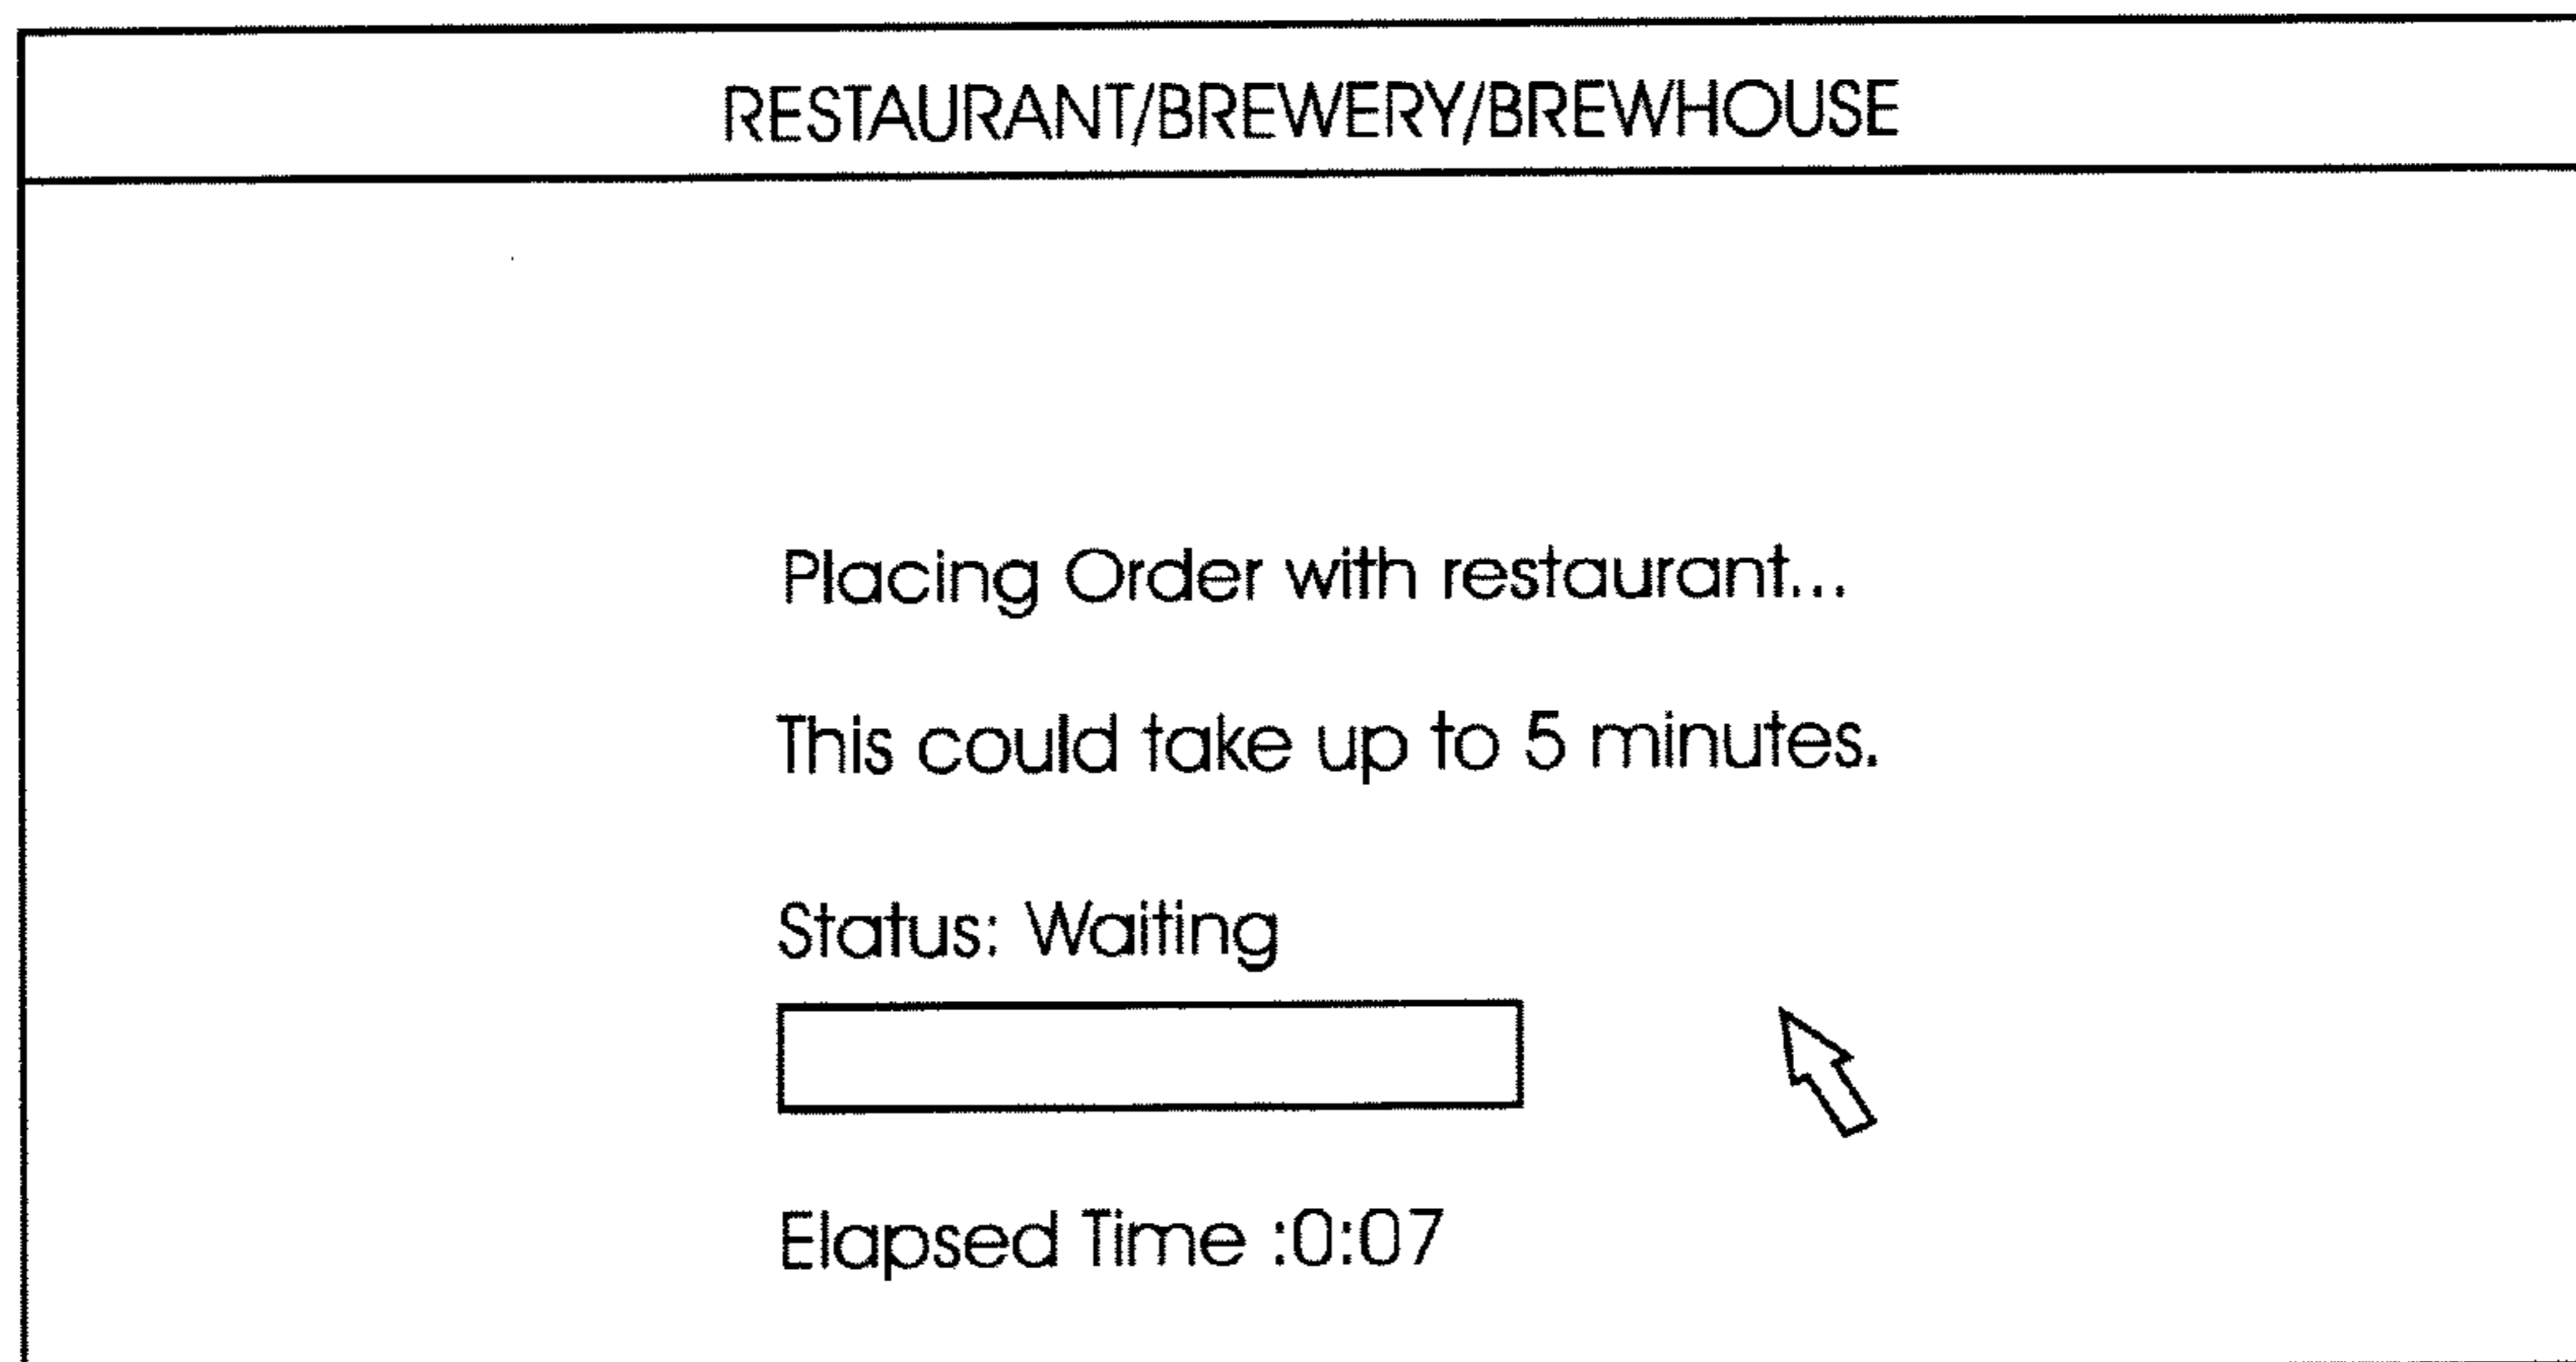 RESTAURANT/BREWERY/BREWHOUSE
Placing Order with restaurant...
This could take up to 5 minutes.
Status: Waiting
Elapsed Time :0:07